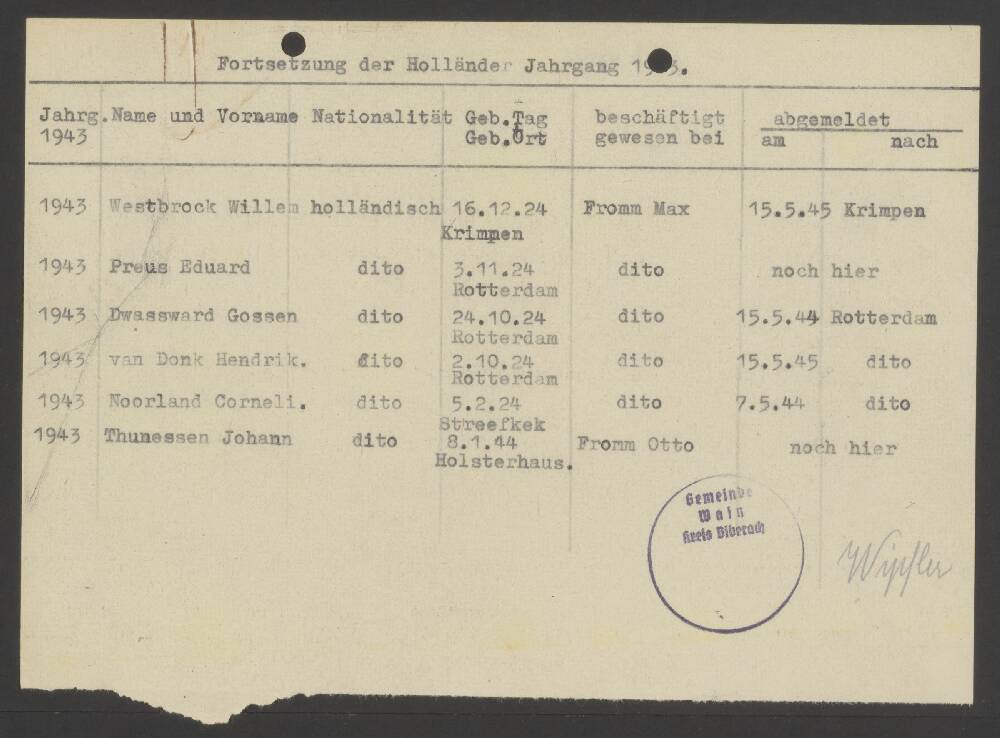 Fortsetzung der Holländer Jahrgang 1943.
Jahrg. Name und Vorname Nationalität Geb.Tag beschäftigt abgemeldet
1943 Geb.Ort gewesen bei am nach
1943 Westbrock Willem holländisch 16.12.24 Fromm Max 15.5.45 Krimpen
Krimpen
1943 Preus Eduard dito 3.11.24 dito noch hier
Rotterdam
1943 Dwassward Gossen dito 24.10.24 dito 15.5.44 Rotterdam
Rotterdam
1943 van Donk Hendrik. dito 2.10.24 dito 15.5.45 dito
Rotterdam
1943 Noorland Corneli. dito 5.2.24 dito 7.5.44 dito
Streefkek
1943 Thunessen Johann dito 8.1.44 Fromm Otto noch hier
Holsterhaus.
Gemeinde
Wain
Kreis Biberach
Wipfler